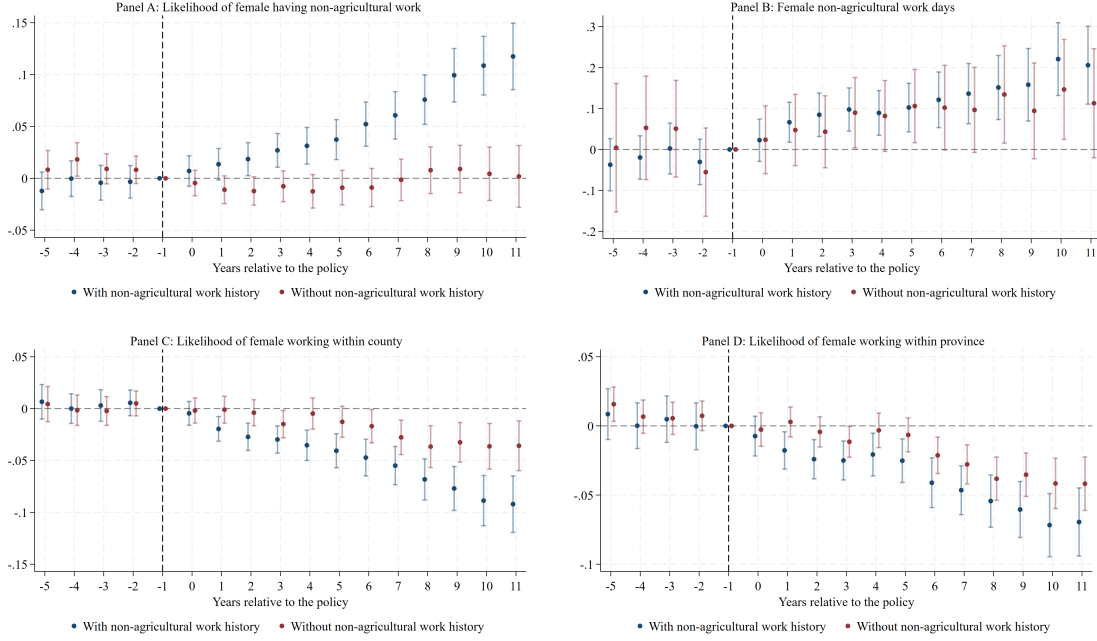 Panel A: Likelihood of female having non-agricultural work
.15
.1
.05
0
-.05
-5 -4 -3 -2 -1 0 1 2 3 4 5 6 7 8 9 10 11
Years relative to the policy
With non-agricultural work history Without non-agricultural work history
Panel B: Female non-agricultural work days
.3
.2
.1
0
-.1
-.2
-5 -4 -3 -2 -1 0 1 2 3 4 5 6 7 8 9 10 11
Years relative to the policy
With non-agricultural work history Without non-agricultural work history
Panel C: Likelihood of female working within county
.05
0
-.05
-.1
-.15
-5 -4 -3 -2 -1 0 1 2 3 4 5 6 7 8 9 10 11
Years relative to the policy
With non-agricultural work history Without non-agricultural work history
Panel D: Likelihood of female working within province
.05
0
-.05
-.1
-5 -4 -3 -2 -1 0 1 2 3 4 5 6 7 8 9 10 11
Years relative to the policy
With non-agricultural work history Without non-agricultural work history